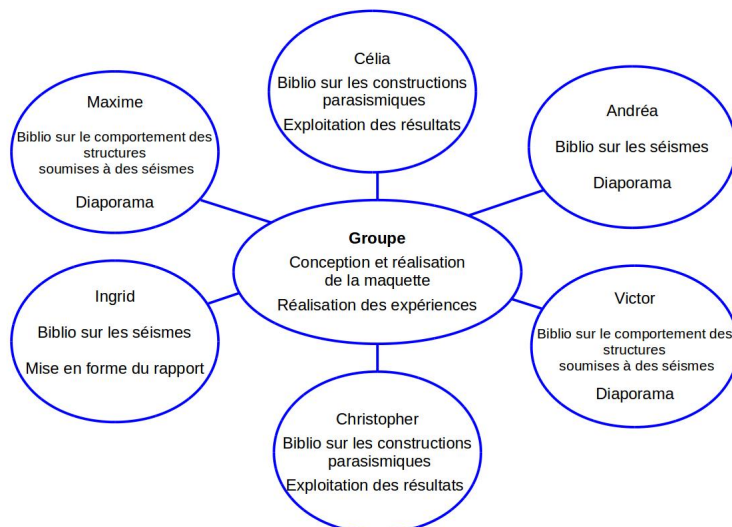 Célia
Biblio sur les constructions
parasismiques
Exploitation des résultats
Maxime
Biblio sur le comportement des
structures
soumises à des séismes
Diaporama
Andréa
Biblio sur les séismes
Diaporama
Groupe
Conception et réalisation
de la maquette
Réalisation des expériences
Ingrid
Biblio sur les séismes
Mise en forme du rapport
Victor
Biblio sur le comportement des
structures
soumises à des séismes
Diaporama
Christopher
Biblio sur les constructions
parasismiques
Exploitation des résultats